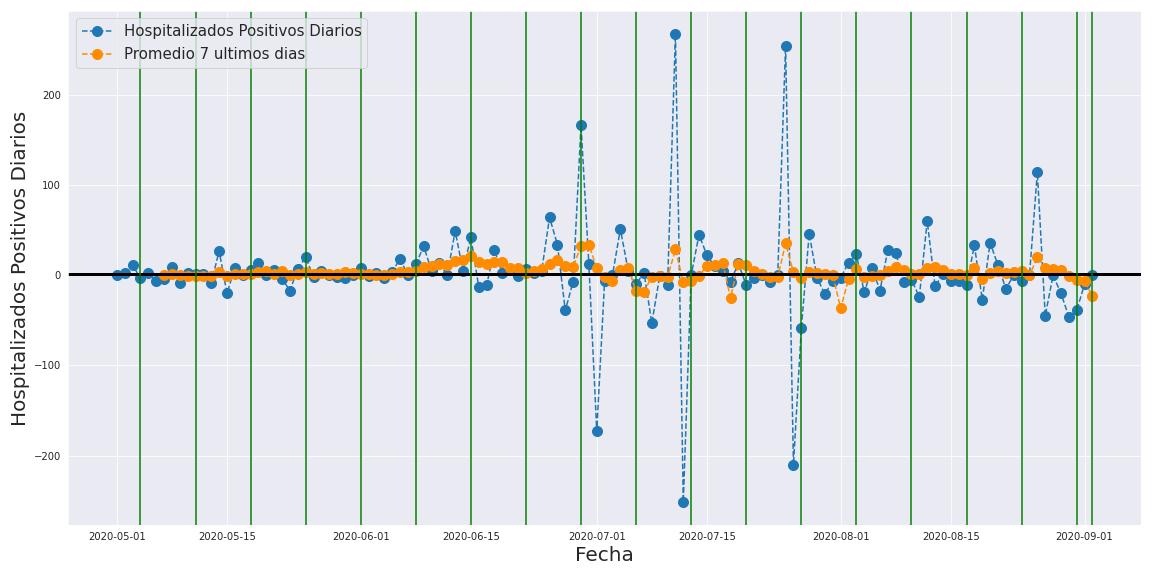 Hospitalizados Positivos Diarios
Promedio 7 ultimos dias
Hospitalizados Positivos Diarios
200
100
0
−100
−200
2020-05-01 2020-05-15 2020-06-01 2020-06-15 2020-07-01 2020-07-15 2020-08-01 2020-08-15 2020-09-01
Fecha